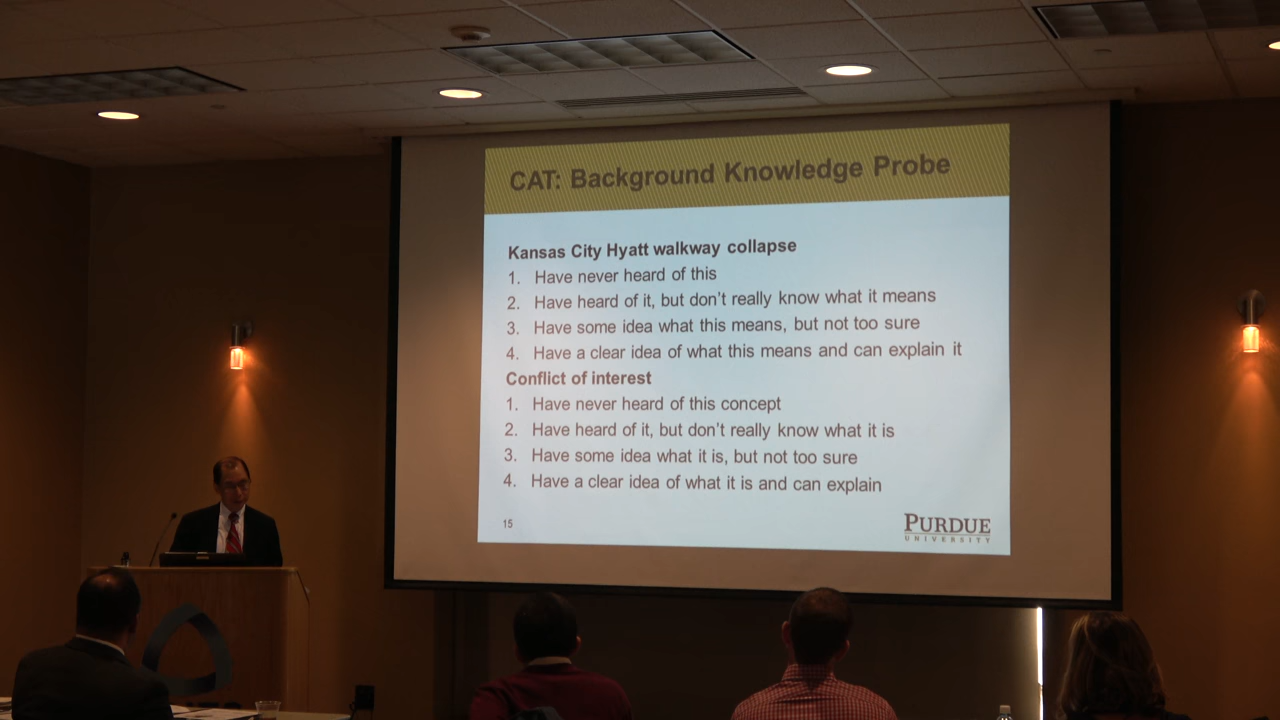 CAT: Background Knowledge Probe
Kansas City Hyatt walkway collapse
1. Have never heard of this
2. Have heard of it, but don't really know what it means
3. Have some idea what this means, but not too sure
4. Have a clear idea of what this means and can explain it
Conflict of interest
1. Have never heard of this concept
2. Have heard of it, but don't really know what it is
3. Have some idea what it is, but not too sure
4. Have a clear idea of what it is and can explain
15
PURDUE
UNIVERSITY